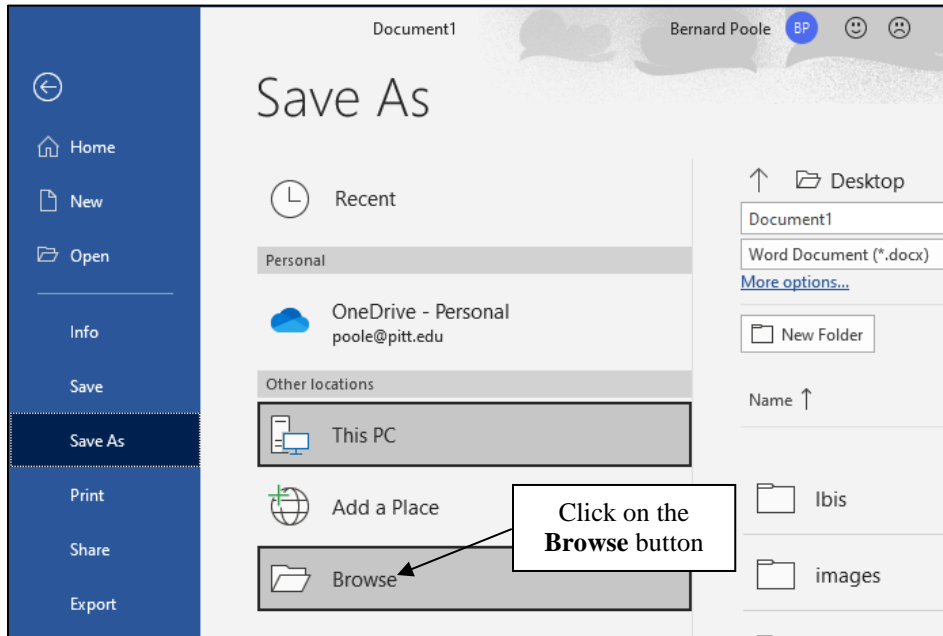 Document1
Bernard Poole
BP
Save As
Home
New
Open
Info
Save
Save As
Print
Share
Export
Recent
Personal
OneDrive - Personal
poole@pitt.edu
Other locations
This PC
Add a Place
Browse
Click on the
Browse button
Desktop
Document1
Word Document (*.docx)
More options...
New Folder
Name
Ibis
images